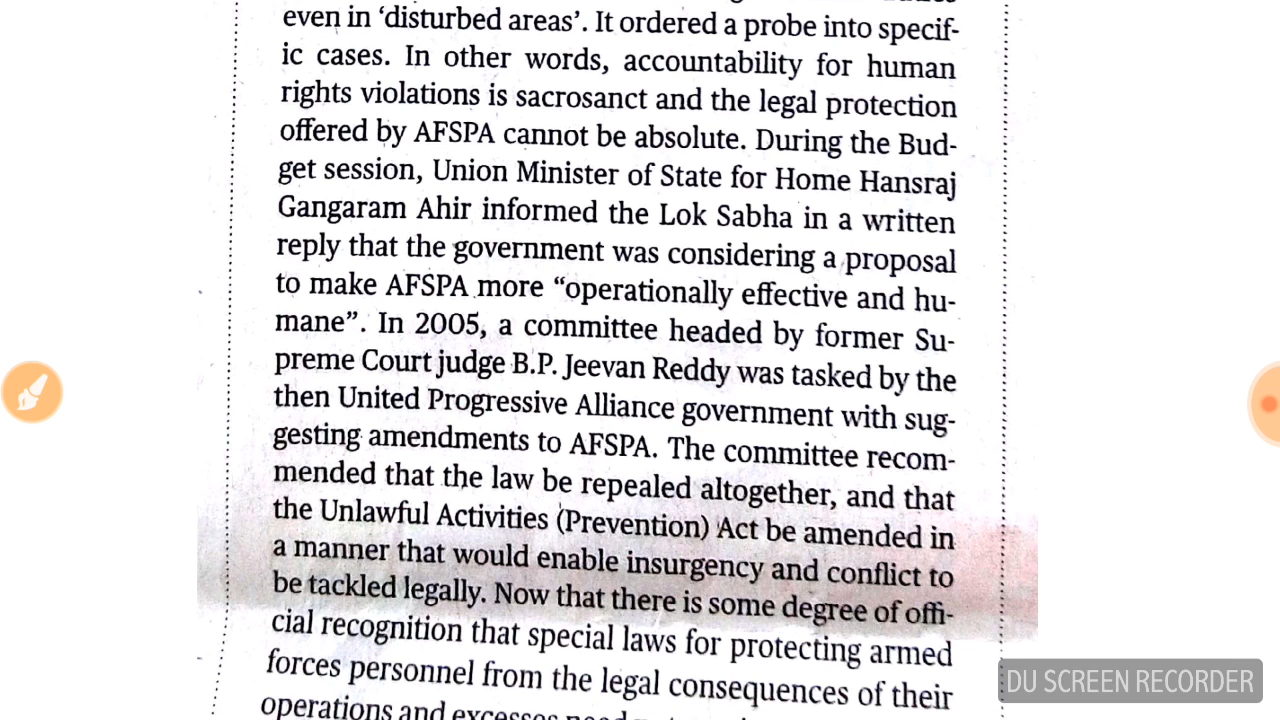 even in ‘disturbed areas’. It ordered a probe into specif-
ic cases. In other words, accountability for human
rights violations is sacrosanct and the legal protection
offered by AFSPA cannot be absolute. During the Bud-
get session, Union Minister of State for Home Hansraj
Gangaram Ahir informed the Lok Sabha in a written
reply that the government was considering a proposal
to make AFSPA more “operationally effective and hu-
mane”. In 2005, a committee headed by former Su-
preme Court judge B.P. Jeevan Reddy was tasked by the
then United Progressive Alliance government with sug-
gesting amendments to AFSPA. The committee recom-
mended that the law be repealed altogether, and that
the Unlawful Activities (Prevention) Act be amended in
a manner that would enable insurgency and conflict to
be tackled legally. Now that there is some degree of offi-
cial recognition that special laws for protecting armed
forces personnel from the legal consequences of their
operations and excesses
DU SCREEN RECORDER